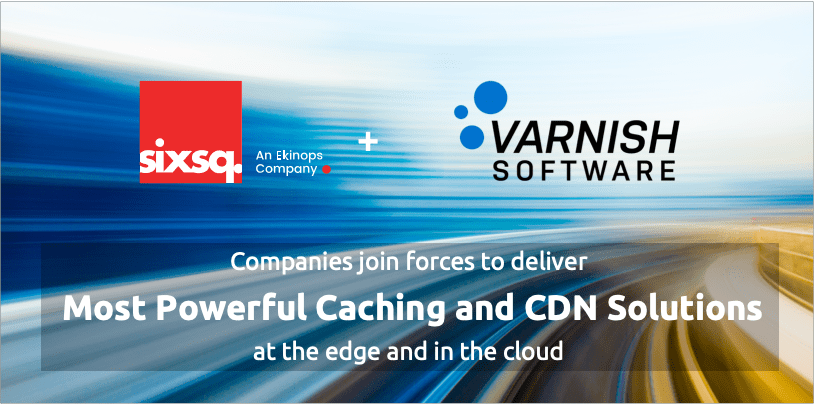 sixsq.
An Ekinops
Company
+
VARNISH
SOFTWARE
Companies join forces to deliver
Most Powerful Caching and CDN Solutions
at the edge and in the cloud